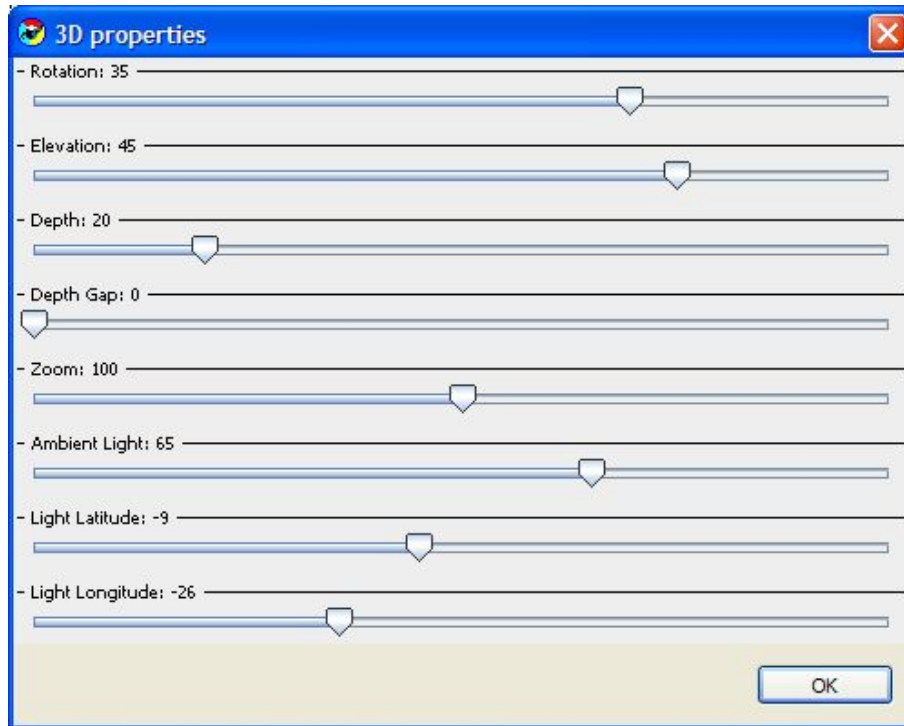 3D properties
Rotation: 35
Elevation: 45
Depth: 20
Depth Gap: 0
Zoom: 100
Ambient Light: 65
Light Latitude: -9
Light Longitude: -26
OK